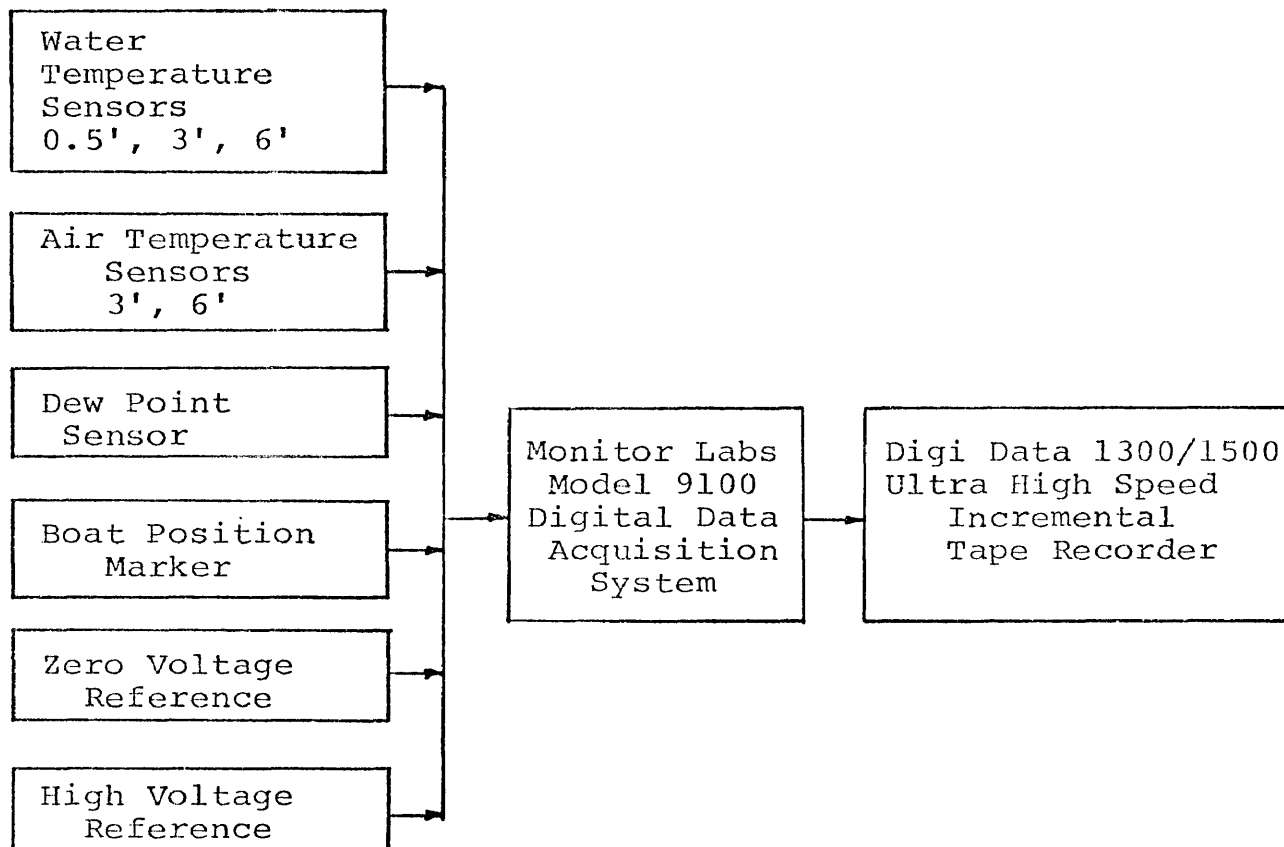 Water
Temperature
Sensors
0.5', 3', 6'
Air Temperature
Sensors
3', 6'
Dew Point
Sensor
Boat Position
Marker
Zero Voltage
Reference
High Voltage
Reference
Monitor Labs
Model 9100
Digital Data
Acquisition
System
Digi Data 1300/1500
Ultra High Speed
Incremental
Tape Recorder